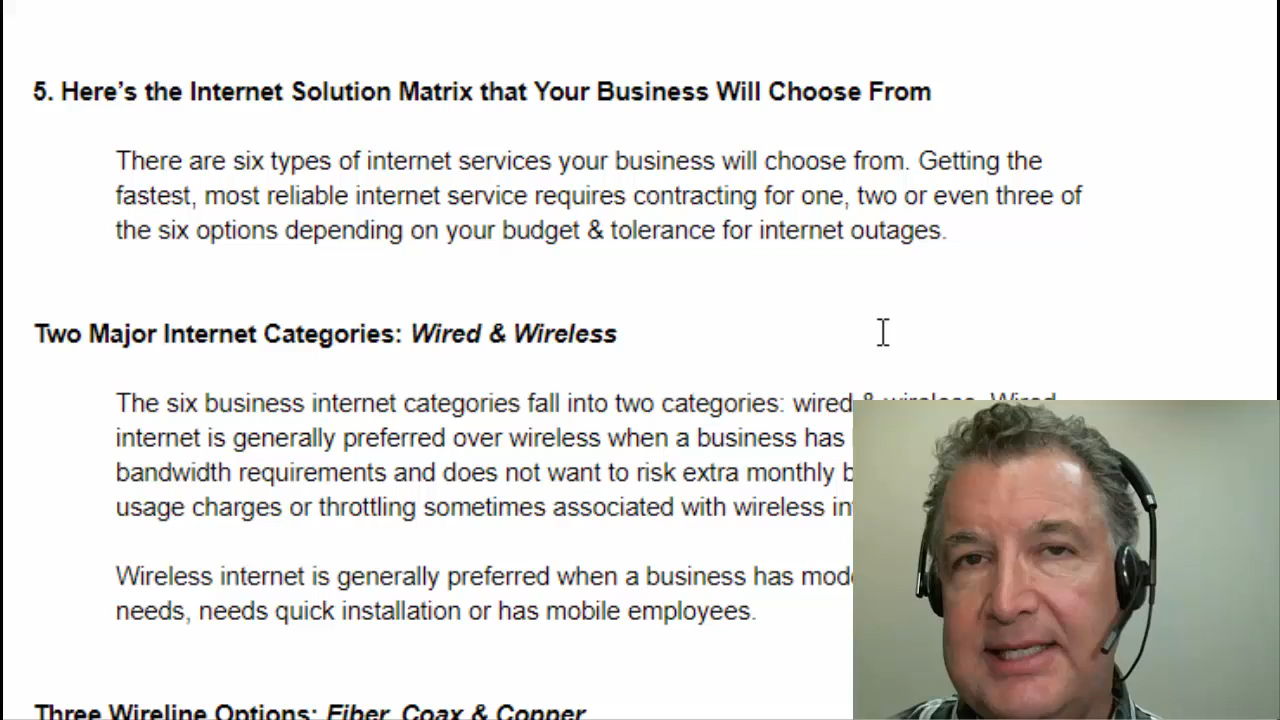 5. Here’s the Internet Solution Matrix that Your Business Will Choose From
There are six types of internet services your business will choose from. Getting the
fastest, most reliable internet service requires contracting for one, two or even three of
the six options depending on your budget & tolerance for internet outages.
Two Major Internet Categories: Wired & Wireless
The six business internet categories fall into two categories: wired & wireless. Wired
internet is generally preferred over wireless when a business has
bandwidth requirements and does not want to risk extra monthly
usage charges or throttling sometimes associated with wireless
Wireless internet is generally preferred when a business has
needs, needs quick installation or has mobile employees.
Three Wireline Options: Fiber, Coax & Copper